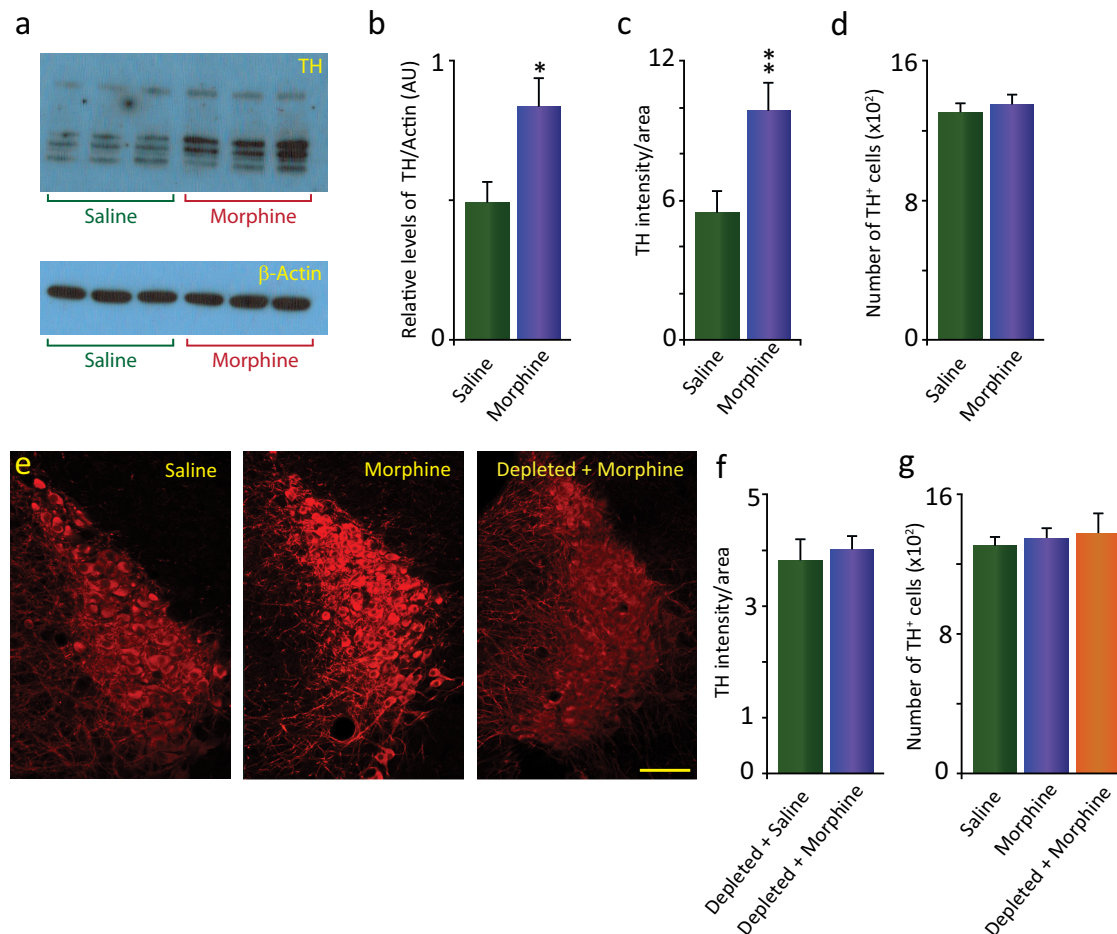 a
TH
Saline
Morphine
β-Actin
Saline
Morphine
b
Relative levels of TH/Actin (AU)
1
0
*
Saline
Morphine
c
TH intensity/area
12
6
0
**
Saline
Morphine
d
Number of TH⁺ cells (x10²)
16
8
0
Saline
Morphine
e
Saline
Morphine
Depleted + Morphine
f
TH intensity/area
5
3
1
0
Depleted + Saline
Depleted + Morphine
g
Number of TH⁺ cells (x10²)
16
8
0
Saline
Morphine
Depleted + Morphine